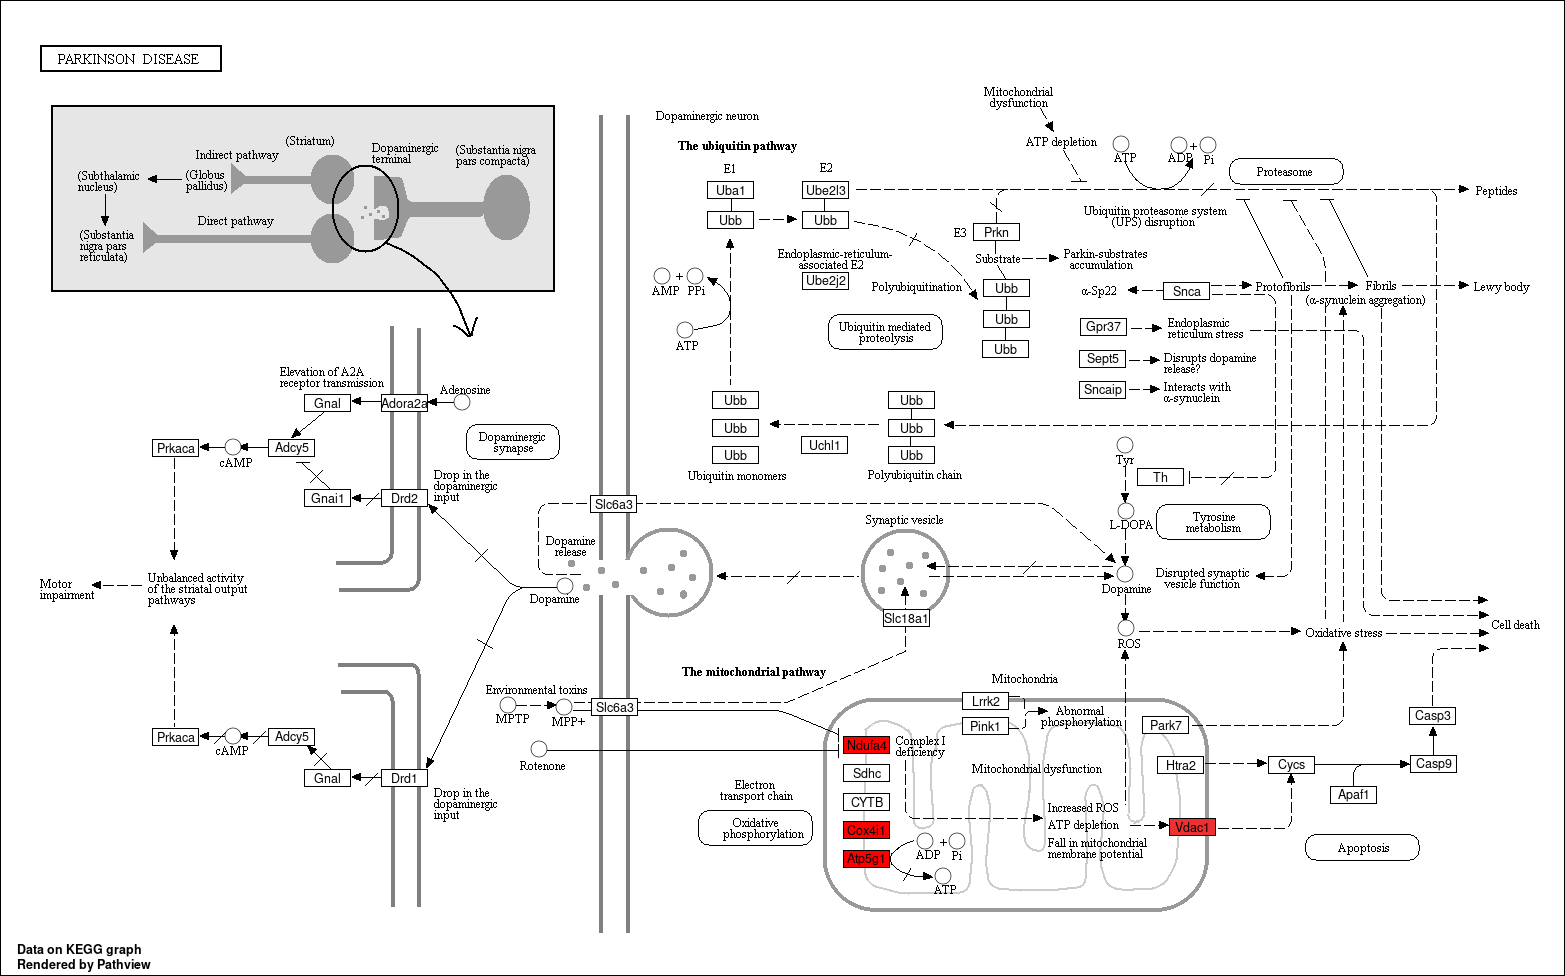 PARKINSON DISEASE
(Striatum)
Indirect pathway
Dopaminergic
terminal
(Substantia nigra
pars compacta)
(Subthalamic
nucleus)
(Globus
pallidus)
Direct pathway
(Substantia
nigra pars
reticulata)
Dopaminergic neuron
The ubiquitin pathway
E1
E2
Uba1
Ube2l3
Ubb
Ubb
Mitochondrial
dysfunction
ATP depletion
ATP
ADP
+
Pi
Proteasome
Peptides
Ubiquitin proteasome system
(UPS) disruption
E3
Prkn
Substrate
Parkin-substrates
accumulation
Endoplasmic-reticulum-
associated E2
Ube2j2
Polyubiquitination
Ubb
Ubb
Ubb
AMP
+
PPi
ATP
Ubiquitin mediated
proteolysis
α-Sp22
Snca
Protofibrils
Fibrils
(α-synuclein aggregation)
Lewy body
Gpr37
Endoplasmic
reticulum stress
Sept5
Disrupts dopamine
release?
Sncaip
Interacts with
α-synuclein
Ubb
Ubb
Ubb
Ubiquitin monomers
Uchl1
Ubb
Ubb
Ubb
Polyubiquitin chain
Elevation of A2A
receptor transmission
Gnal
Adora2a
Adenosine
Prkaca
cAMP
Adcy5
Dopaminergic
synapse
Gnai1
Drd2
Drop in the
dopaminergic
input
Tyr
Th
L-DOPA
Tyrosine
metabolism
Slc6a3
Dopamine
release
Synaptic vesicle
Dopamine
Dopamine
Disrupted synaptic
vesicle function
Slc18a1
Motor
impairment
Unbalanced activity
of the striatal output
pathways
ROS
Oxidative stress
Cell death
The mitochondrial pathway
Environmental toxins
MPTP
MPP+
Slc6a3
Rotenone
Prkaca
cAMP
Adcy5
Gnal
Drd1
Drop in the
dopaminergic
input
Mitochondria
Lrrk2
Pink1
Abnormal
phosphorylation
Park7
Ndufa4
Complex I
deficiency
Sdhc
CYTB
Cox4i1
Atp5g1
Mitochondrial dysfunction
Htra2
Cycs
Casp3
Casp9
Apaf1
Electron
transport chain
Oxidative
phosphorylation
Increased ROS
ATP depletion
Fall in mitochondrial
membrane potential
Vdac1
ADP
+
Pi
ATP
Apoptosis
Data on KEGG graph
Rendered by Pathview